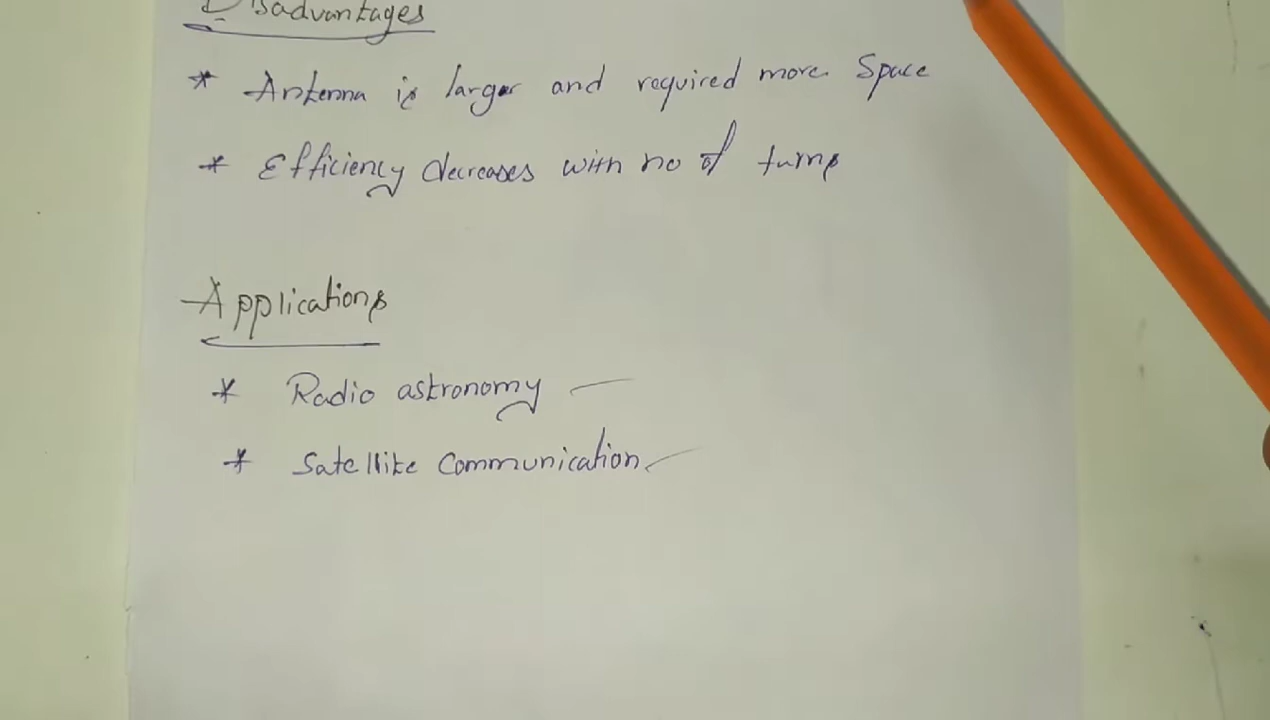 Disadvantages
* Antenna is larger and required more Space
* Efficiency decreases with no of turns
Applications
* Radio astronomy
* Satellite Communication